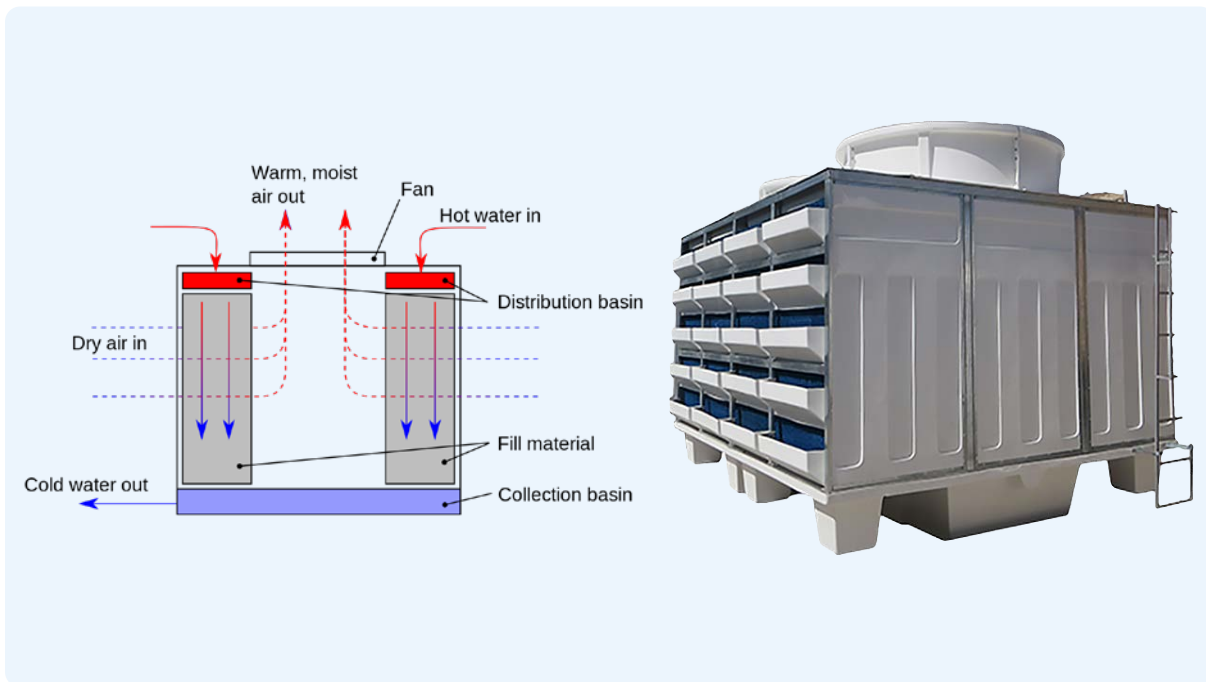 Warm, moist
air out
Fan
Hot water in
Distribution basin
Dry air in
Fill material
Cold water out
Collection basin